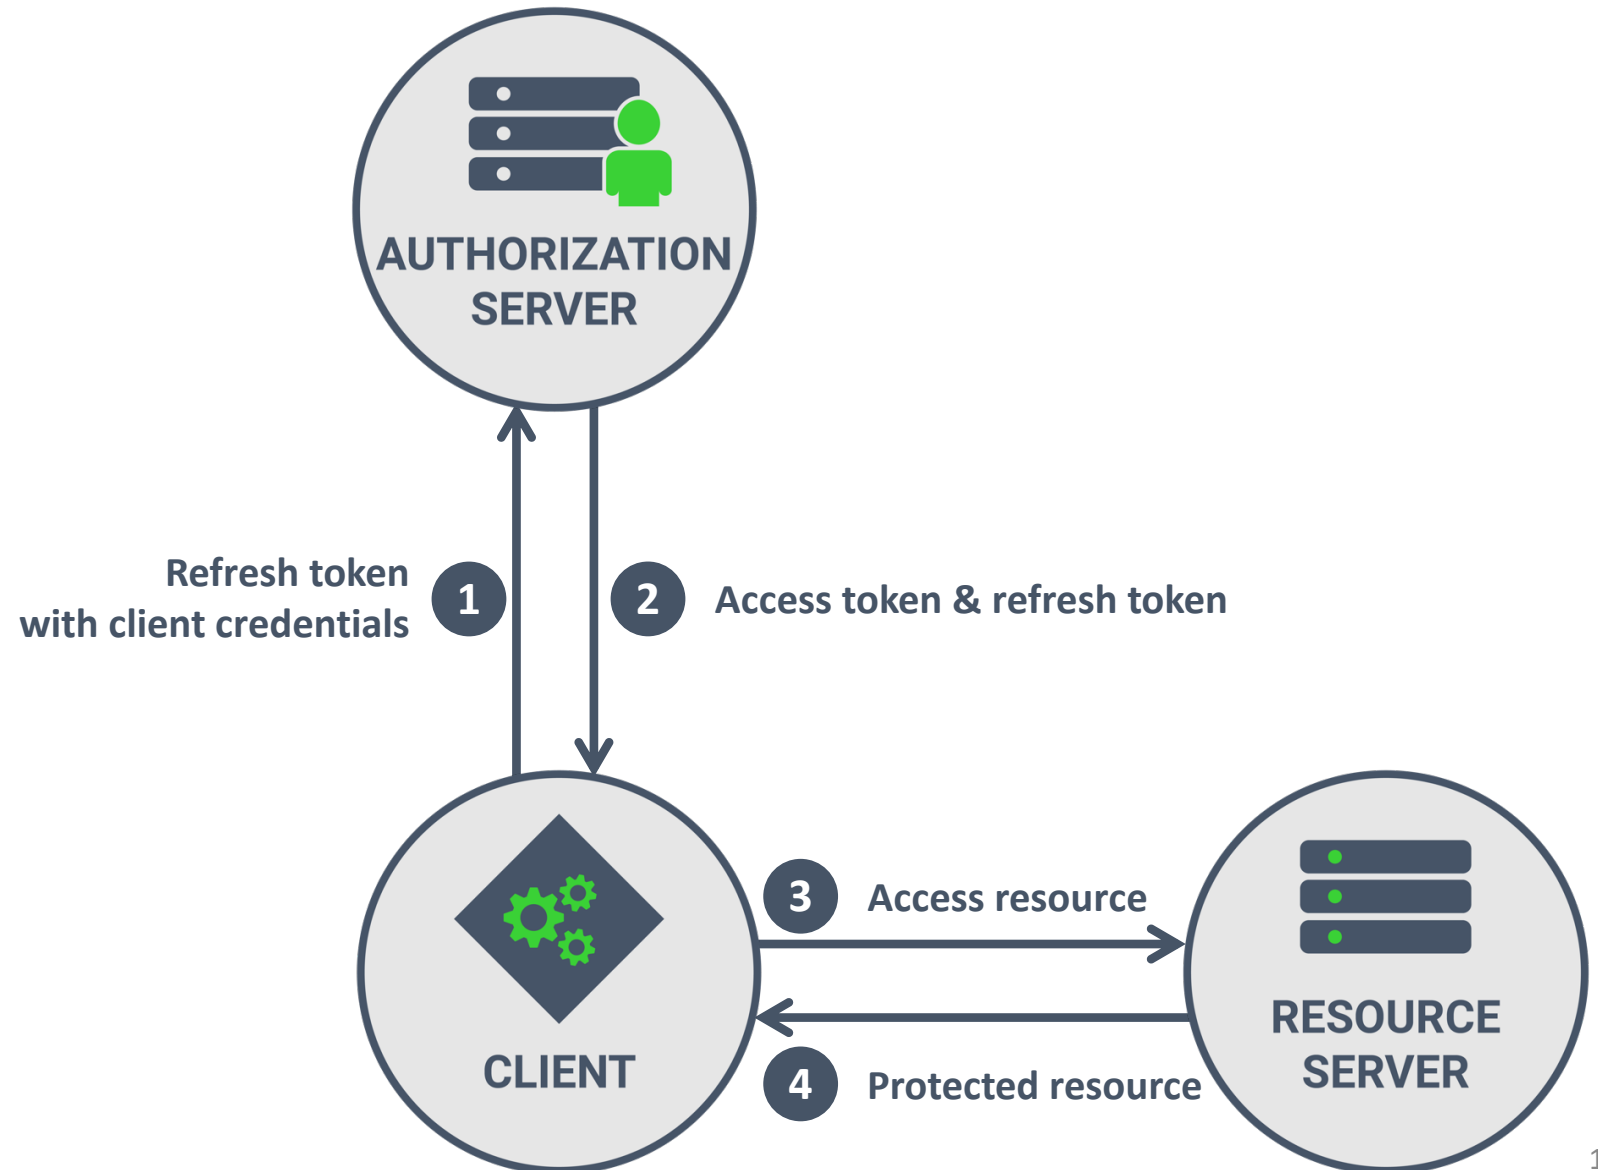 AUTHORIZATION
SERVER
Refresh token
with client credentials
1
2
Access token & refresh token
3
Access resource
CLIENT
4
Protected resource
RESOURCE
SERVER